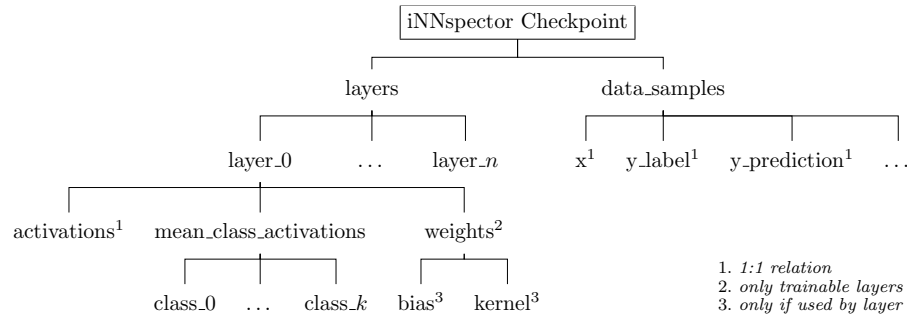 iNNspector Checkpoint
layers data_samples
layer_0 ... layer_n x¹ y_label¹ y_prediction¹ ...
activations¹ mean_class_activations weights²
1. 1:1 relation
2. only trainable layers
class_0 ... class_k bias³ kernel³ 3. only if used by layer